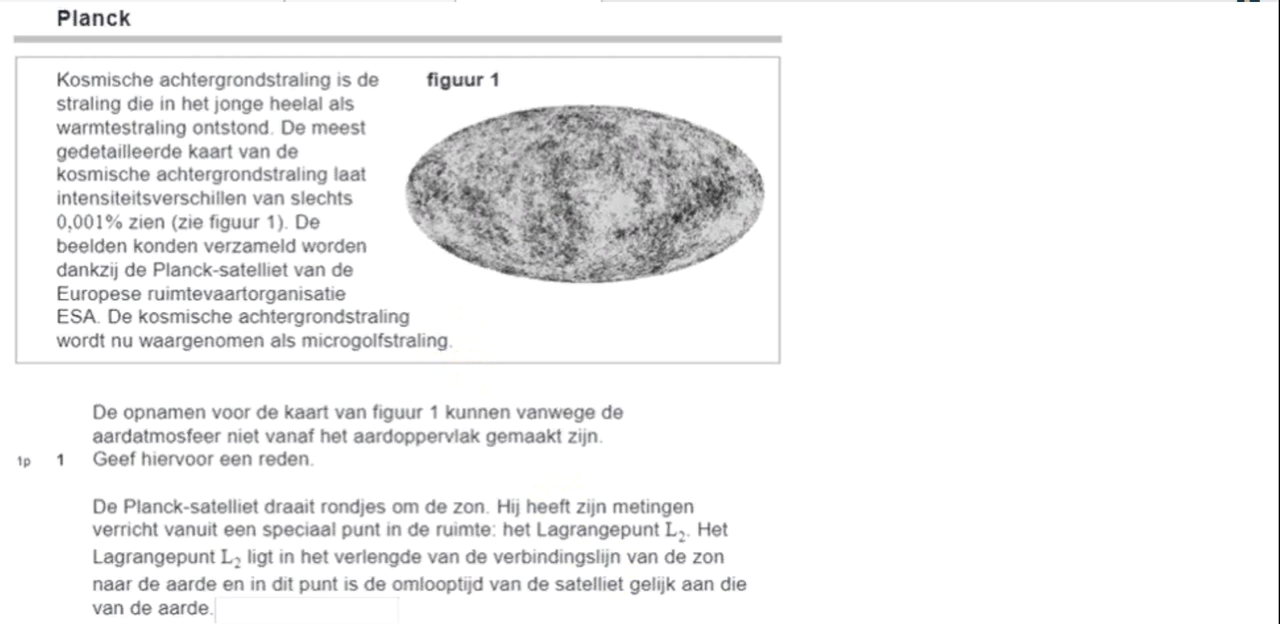 Planck
Kosmische achtergrondstraling is de
straling die in het jonge heelal als
warmtestraling ontstond. De meest
gedetailleerde kaart van de
kosmische achtergrondstraling laat
intensiteitsverschillen van slechts
0,001% zien (zie figuur 1). De
beelden konden verzameld worden
dankzij de Planck-satelliet van de
Europese ruimtevaartorganisatie
ESA. De kosmische achtergrondstraling
wordt nu waargenomen als microgolfstraling.
figuur 1
De opnamen voor de kaart van figuur 1 kunnen vanwege de
aardatmosfeer niet vanaf het aardoppervlak gemaakt zijn.
1p 1 Geef hiervoor een reden.
De Planck-satelliet draait rondjes om de zon. Hij heeft zijn metingen
verricht vanuit een speciaal punt in de ruimte: het Lagrangepunt L₂. Het
Lagrangepunt L₂ ligt in het verlengde van de verbindingslijn van de zon
naar de aarde en in dit punt is de omlooptijd van de satelliet gelijk aan die
van de aarde.